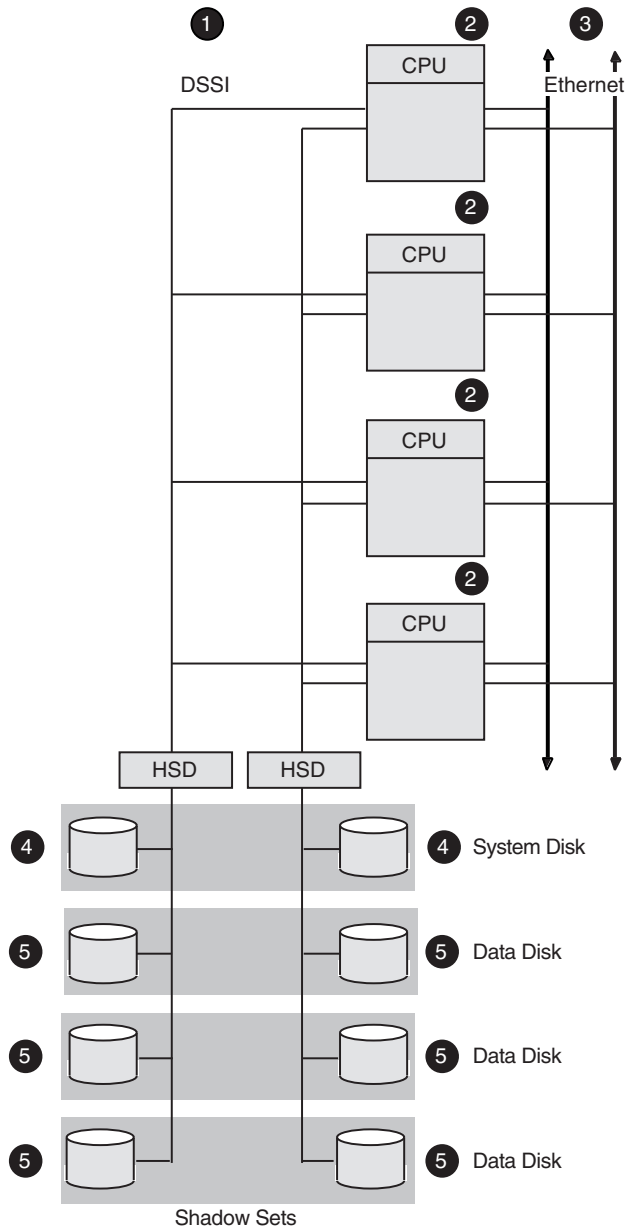 1 2 3
CPU
DSSI
Ethernet
2
CPU
2
CPU
2
CPU
HSD HSD
4 4 System Disk
5 5 Data Disk
5 5 Data Disk
5 5 Data Disk
Shadow Sets